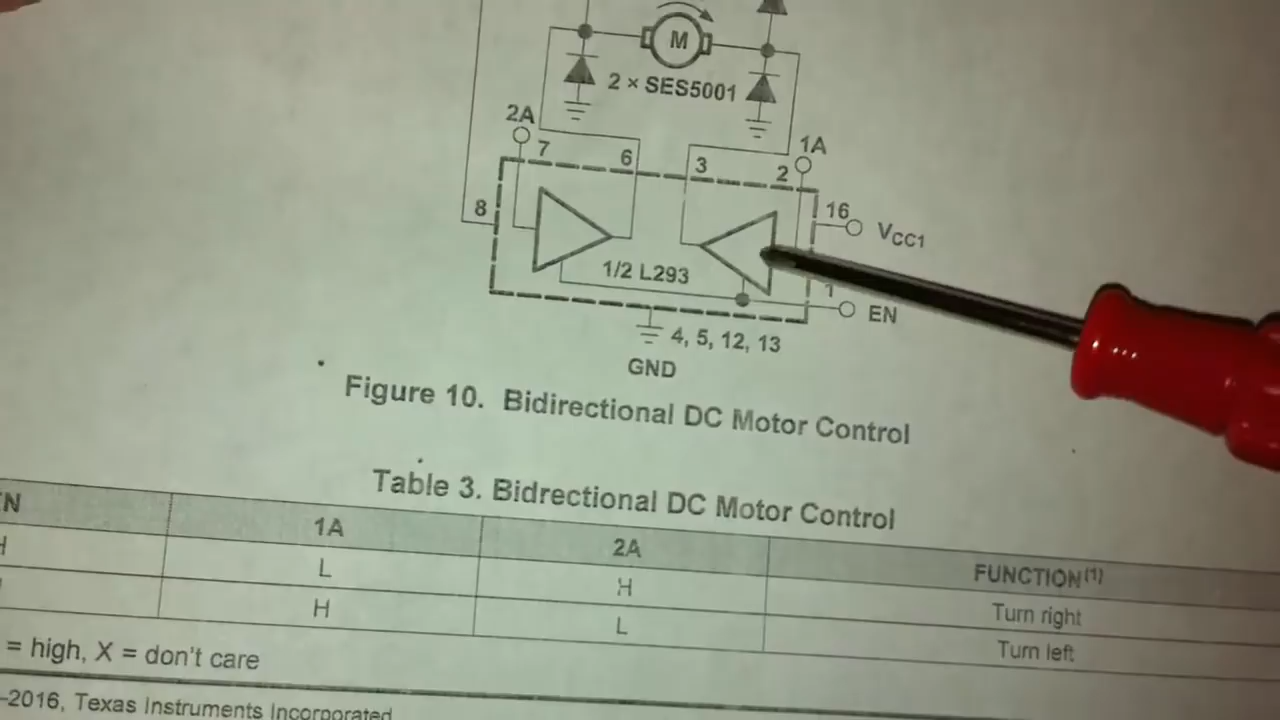 M
2 × SES5001
2A
1A
7
6
3
2
8
16
VCC1
1/2 L293
1
EN
4, 5, 12, 13
GND
Figure 10. Bidirectional DC Motor Control
Table 3. Bidrectional DC Motor Control
1A 2A FUNCTION(1)
L H Turn right
H L Turn left
= high, X = don't care
-2016, Texas Instruments Incorporated